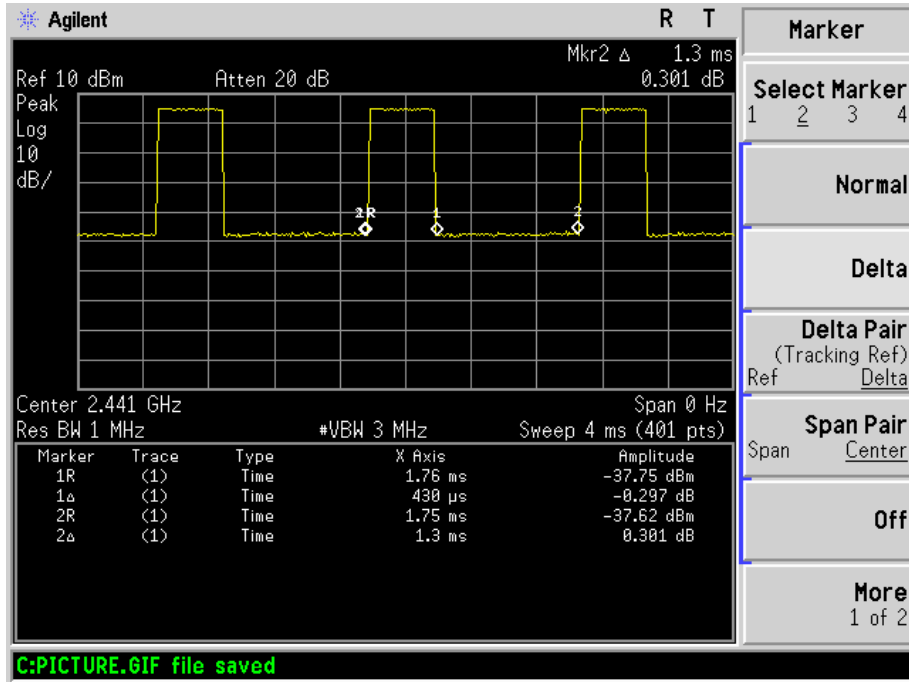 Agilent R T
Mkr2 Δ 1.3 ms
Ref 10 dBm Atten 20 dB 0.301 dB
Peak
Log
10
dB/
1R
2R
1
2
Center 2.441 GHz Span 0 Hz
Res BW 1 MHz #VBW 3 MHz Sweep 4 ms (401 pts)
Marker Trace Type X Axis Amplitude
1R (1) Time 1.76 ms -37.75 dBm
1Δ (1) Time 430 µs -0.297 dB
2R (1) Time 1.75 ms -37.62 dBm
2Δ (1) Time 1.3 ms 0.301 dB
C:PICTURE.GIF file saved
Marker
Select Marker
1 2 3 4
Normal
Delta
Delta Pair
(Tracking Ref)
Ref Delta
Span Pair
Span Center
Off
More
1 of 2